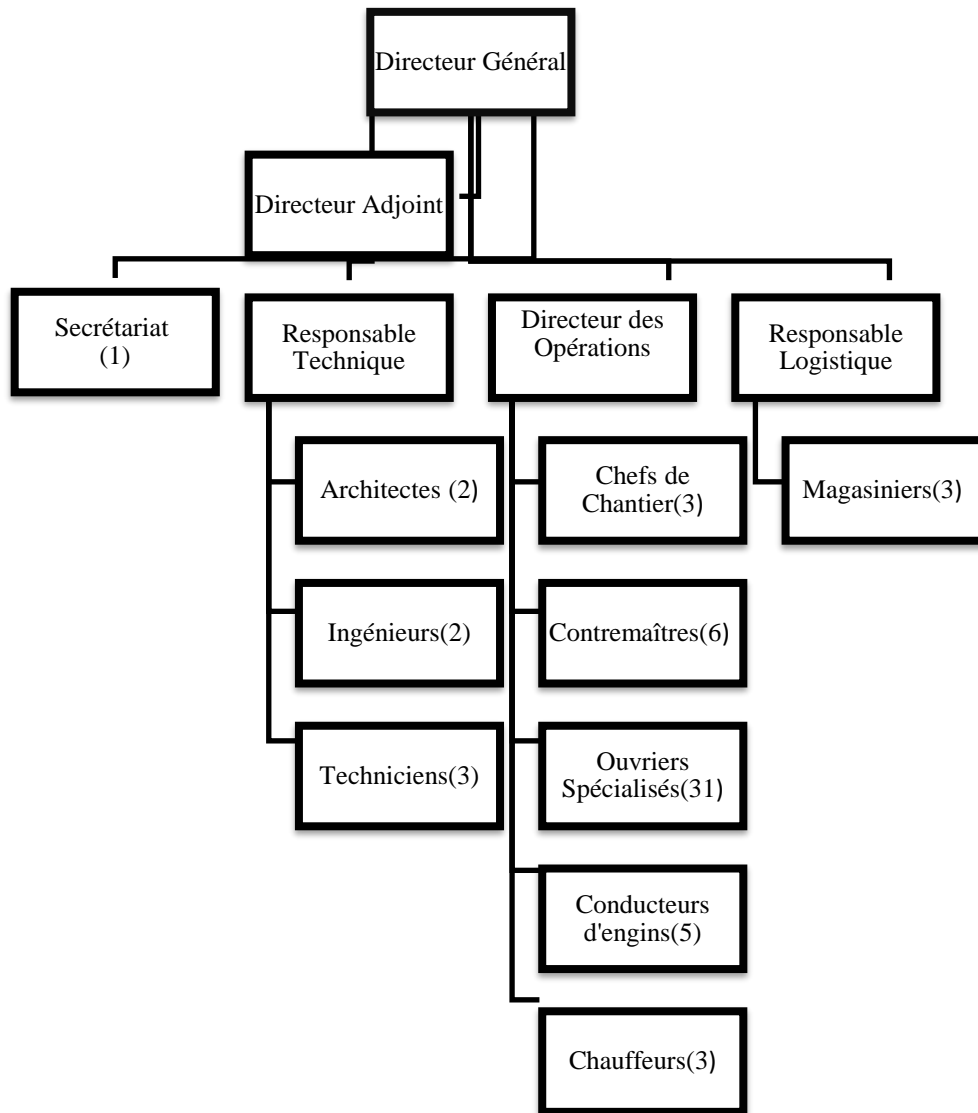 Directeur Général
Directeur Adjoint
Secrétariat
(1)
Responsable
Technique
Directeur des
Opérations
Responsable
Logistique
Architectes (2)
Ingénieurs(2)
Techniciens(3)
Chefs de
Chantier(3)
Contremaîtres(6)
Ouvriers
Spécialisés(31)
Conducteurs
d'engins(5)
Chauffeurs(3)
Magasiniers(3)